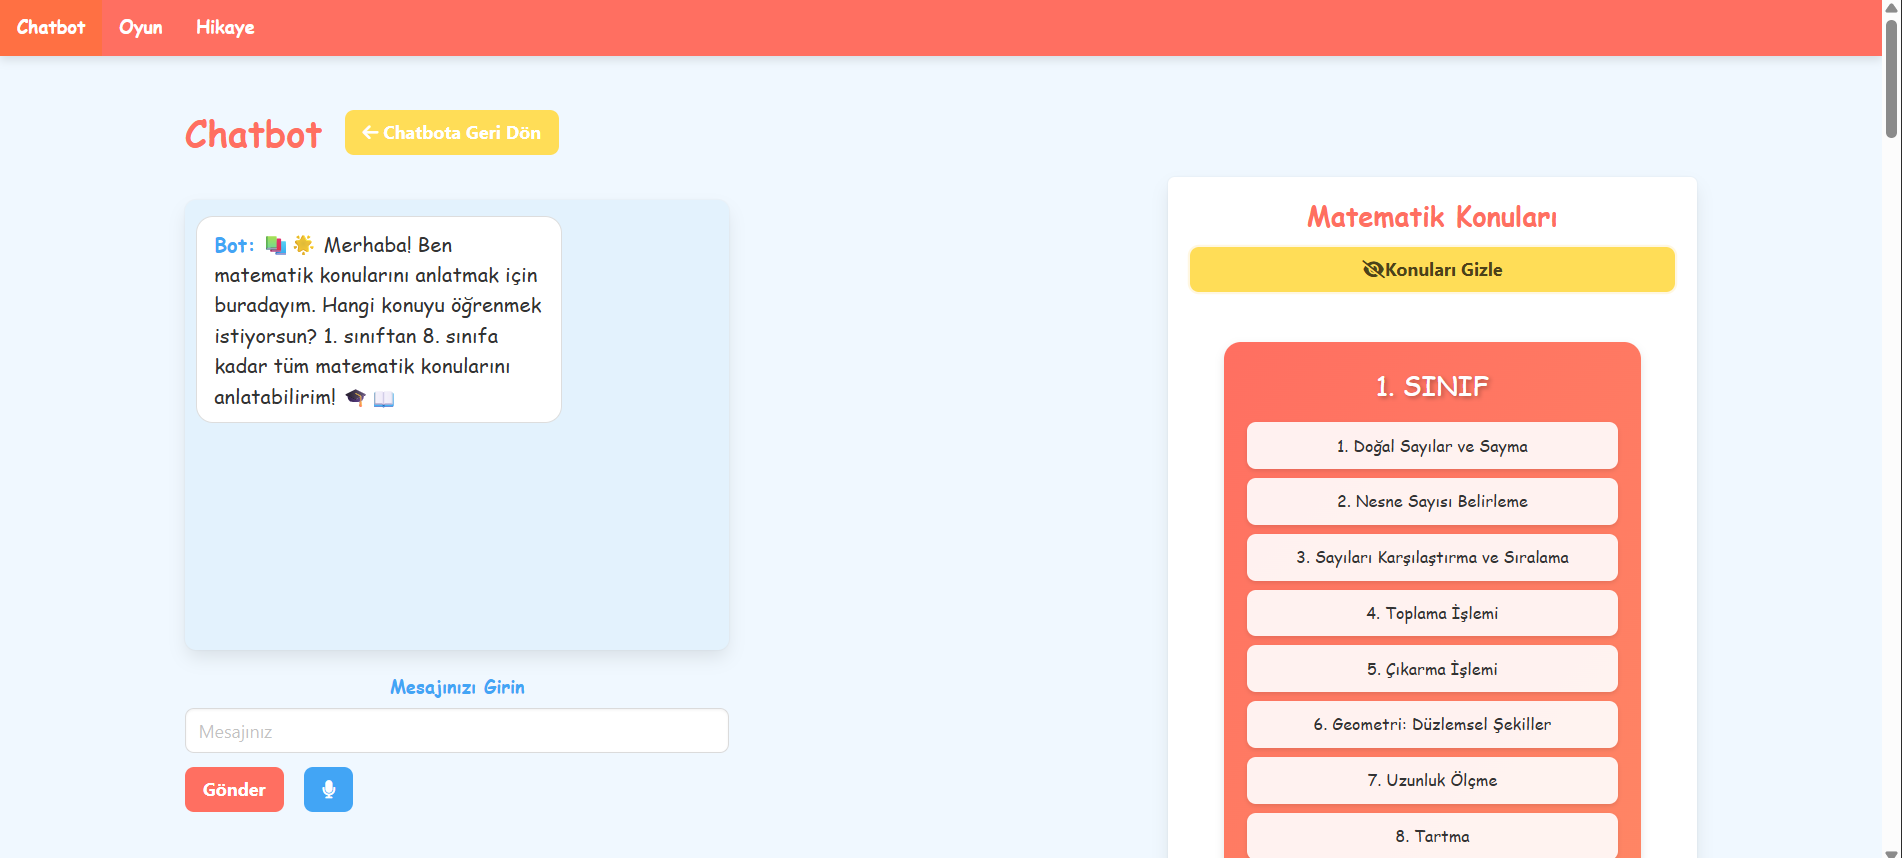 Chatbot Oyun Hikaye
Chatbot
Chatbota Geri Dön
Bot: Merhaba! Ben
matematik konularını anlatmak için
buradayım. Hangi konuyu öğrenmek
istiyorsun? 1. sınıftan 8. sınıfa
kadar tüm matematik konularını
anlatabilirim!
Mesajınızı Girin
Mesajınız
Gönder
Matematik Konuları
Konuları Gizle
1. SINIF
1. Doğal Sayılar ve Sayma
2. Nesne Sayısı Belirleme
3. Sayıları Karşılaştırma ve Sıralama
4. Toplama İşlemi
5. Çıkarma İşlemi
6. Geometri: Düzlemsel Şekiller
7. Uzunluk Ölçme
8. Tartma